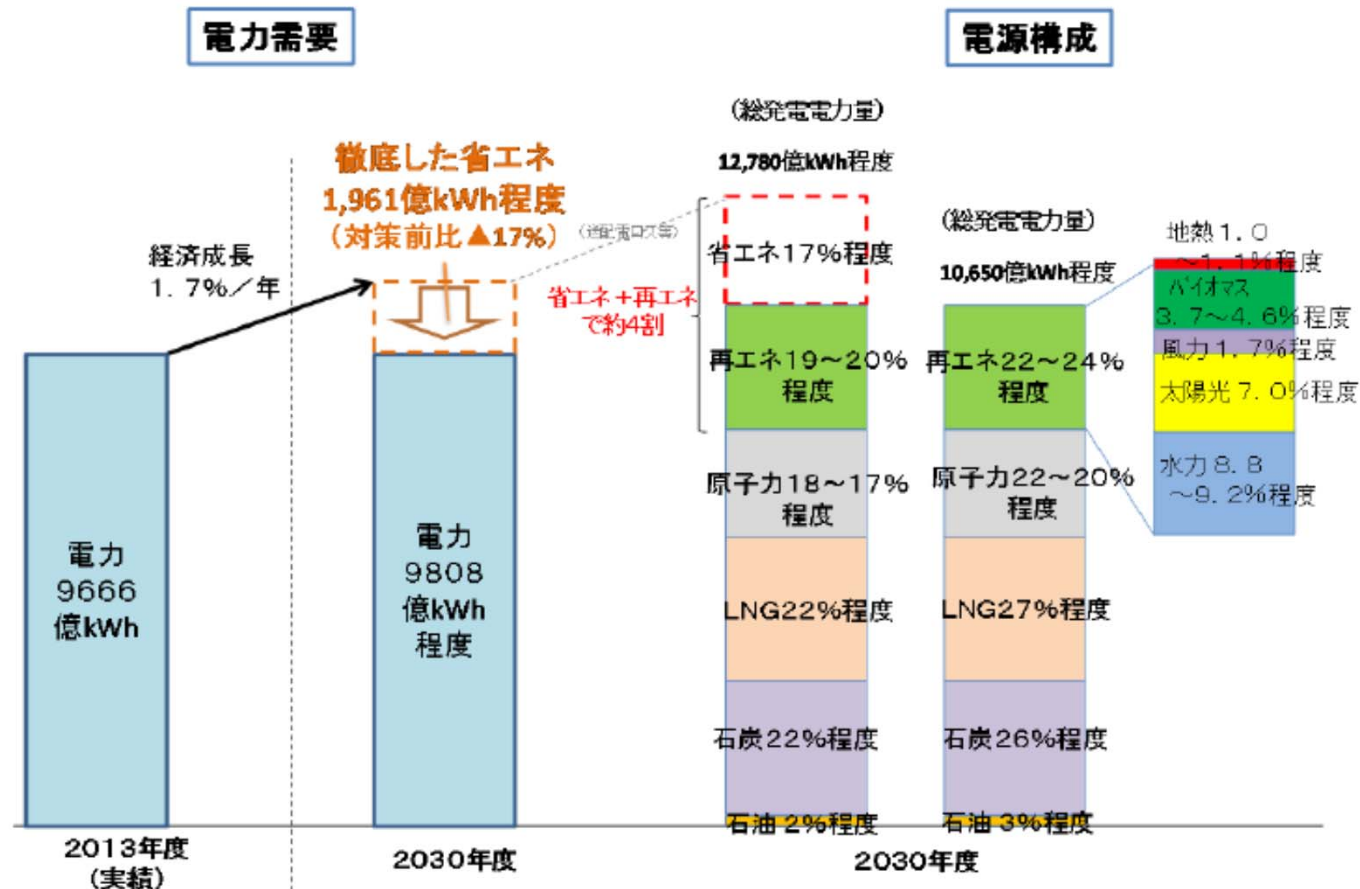 電力需要
電源構成
(総発電電力量)
12,780億kWh程度
徹底した省エネ
1,961億kWh程度
(対策前比▲17%)
(送配電ロス等)
経済成長
1.7%/年
省エネ+再エネ
で約4割
省エネ17%程度
(総発電電力量)
10,650億kWh程度
地熱1.0
~1.1%程度
バイオマス
3.7~4.6%程度
風力1.7%程度
太陽光7.0%程度
水力8.8
~9.2%程度
再エネ19~20%
程度
再エネ22~24%
程度
原子力18~17%
程度
原子力22~20%
程度
電力
9666
億kWh
電力
9808
億kWh
程度
LNG22%程度
LNG27%程度
石炭22%程度
石炭26%程度
石油2%程度
石油3%程度
2013年度
(実績)
2030年度
2030年度